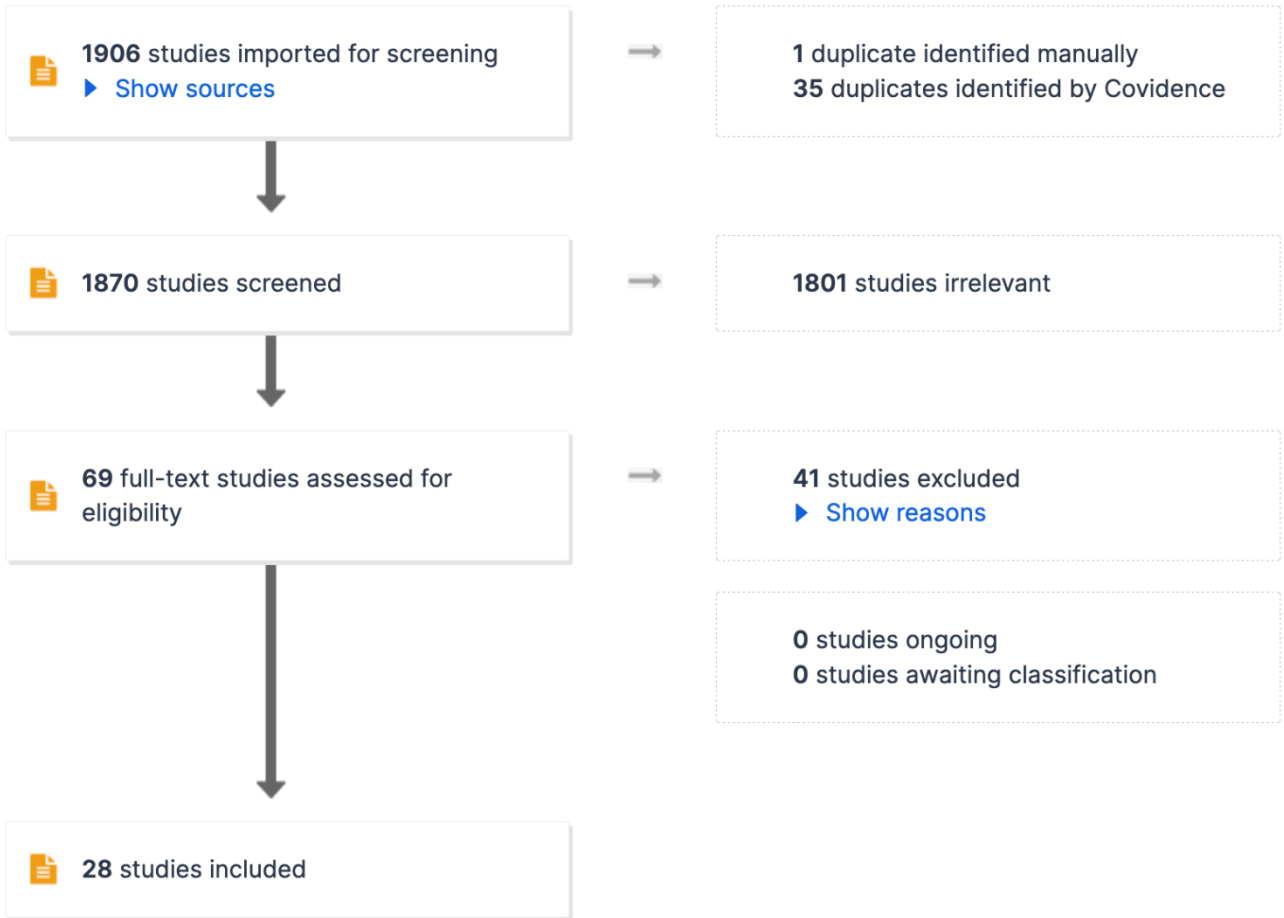 1906 studies imported for screening
Show sources
1 duplicate identified manually
35 duplicates identified by Covidence
1870 studies screened
1801 studies irrelevant
69 full-text studies assessed for
eligibility
41 studies excluded
Show reasons
0 studies ongoing
0 studies awaiting classification
28 studies included